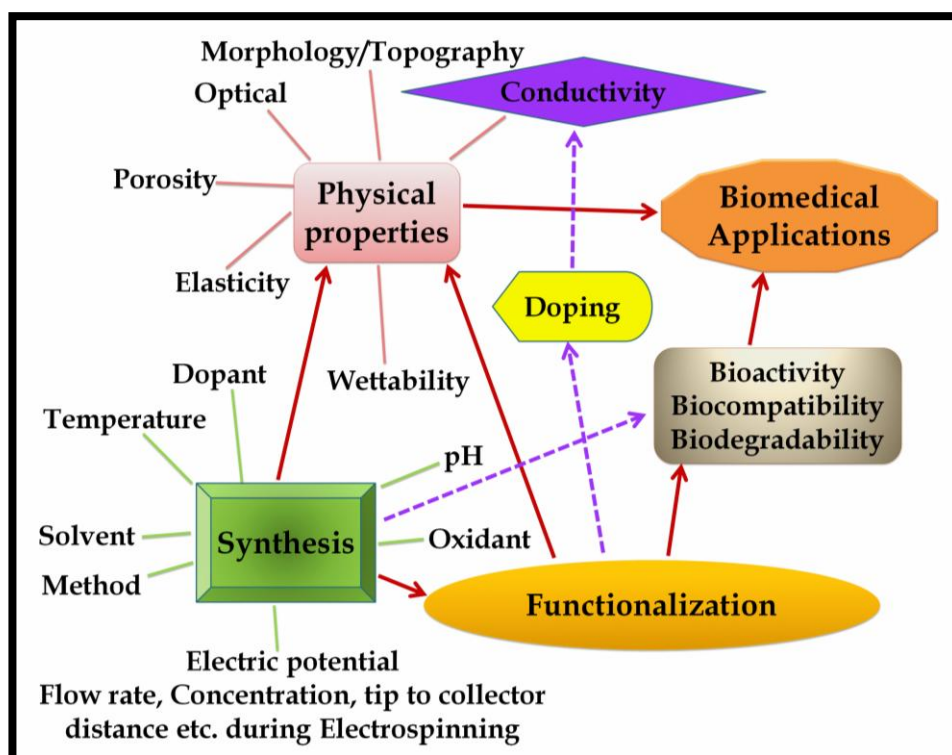 Morphology/Topography
Optical
Conductivity
Porosity
Physical
properties
Biomedical
Applications
Elasticity
Doping
Wettability
Dopant
Bioactivity
Biocompatibility
Biodegradability
Temperature
pH
Solvent
Synthesis
Oxidant
Method
Functionalization
Electric potential
Flow rate, Concentration, tip to collector
distance etc. during Electrospinning